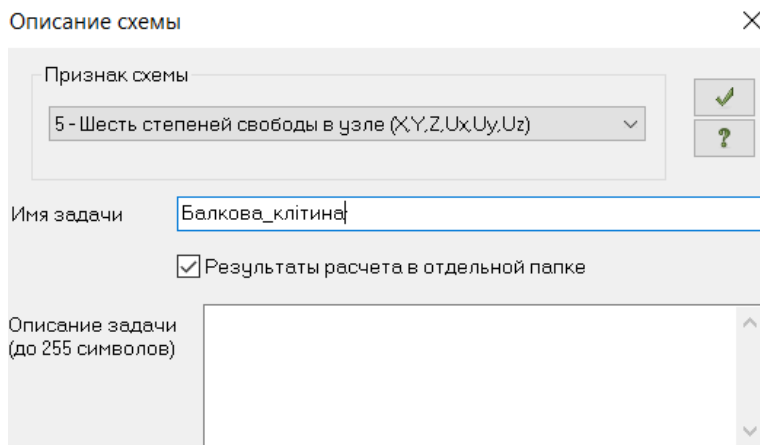 Описание схемы
Признак схемы
5 - Шесть степеней свободы в узле (X,Y,Z,Ux,Uy,Uz)
Имя задачи
Балкова_клітина
Результаты расчета в отдельной папке
Описание задачи
(до 255 символов)